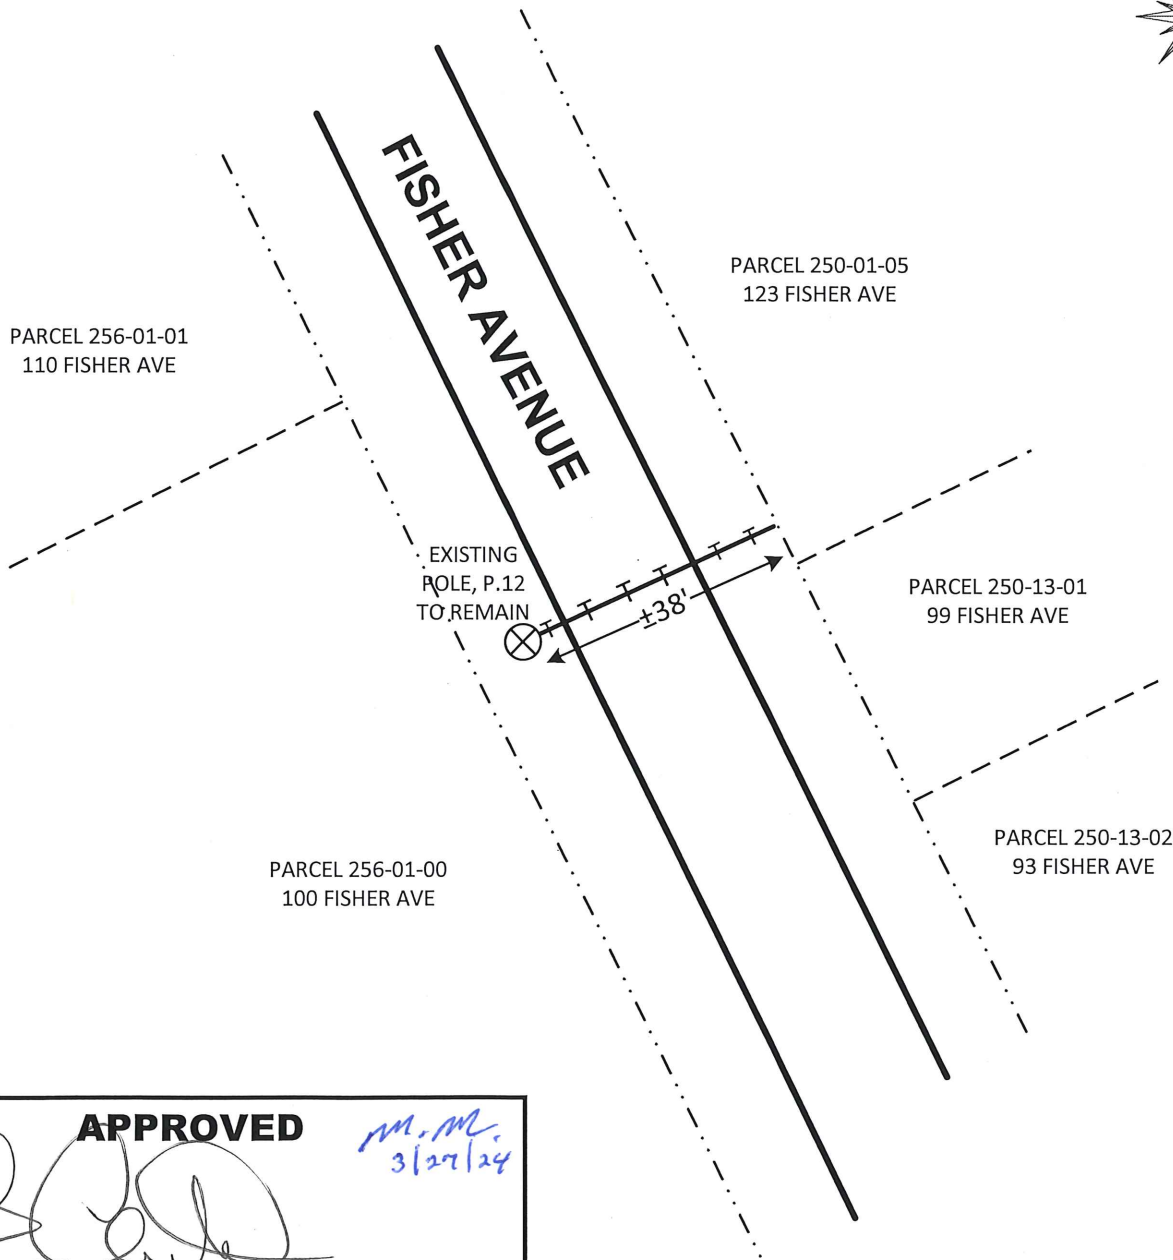 FISHER AVENUE
PARCEL 250-01-05
123 FISHER AVE
PARCEL 256-01-01
110 FISHER AVE
EXISTING
POLE, P.12
TO REMAIN
±38'
PARCEL 250-13-01
99 FISHER AVE
PARCEL 250-13-02
93 FISHER AVE
PARCEL 256-01-00
100 FISHER AVE
APPROVED
M.M.
3/27/24